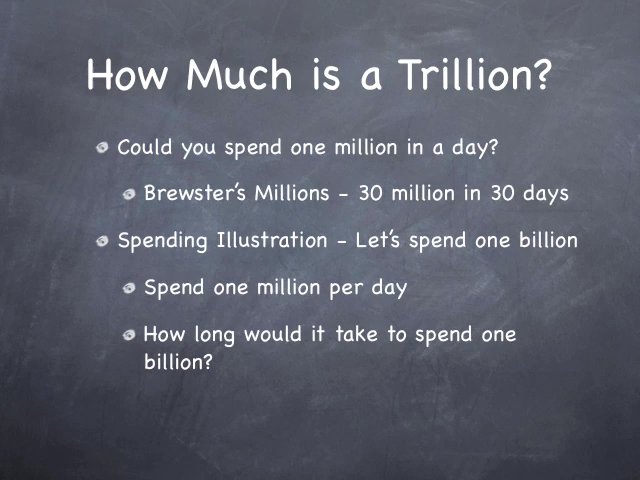 How Much is a Trillion?
Could you spend one million in a day?
Brewster's Millions - 30 million in 30 days
Spending Illustration - Let's spend one billion
Spend one million per day
How long would it take to spend one
billion?